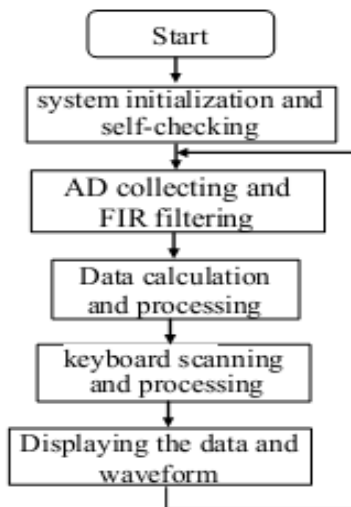 Start
system initialization and
self-checking
AD collecting and
FIR filtering
Data calculation
and processing
keyboard scanning
and processing
Displaying the data and
waveform